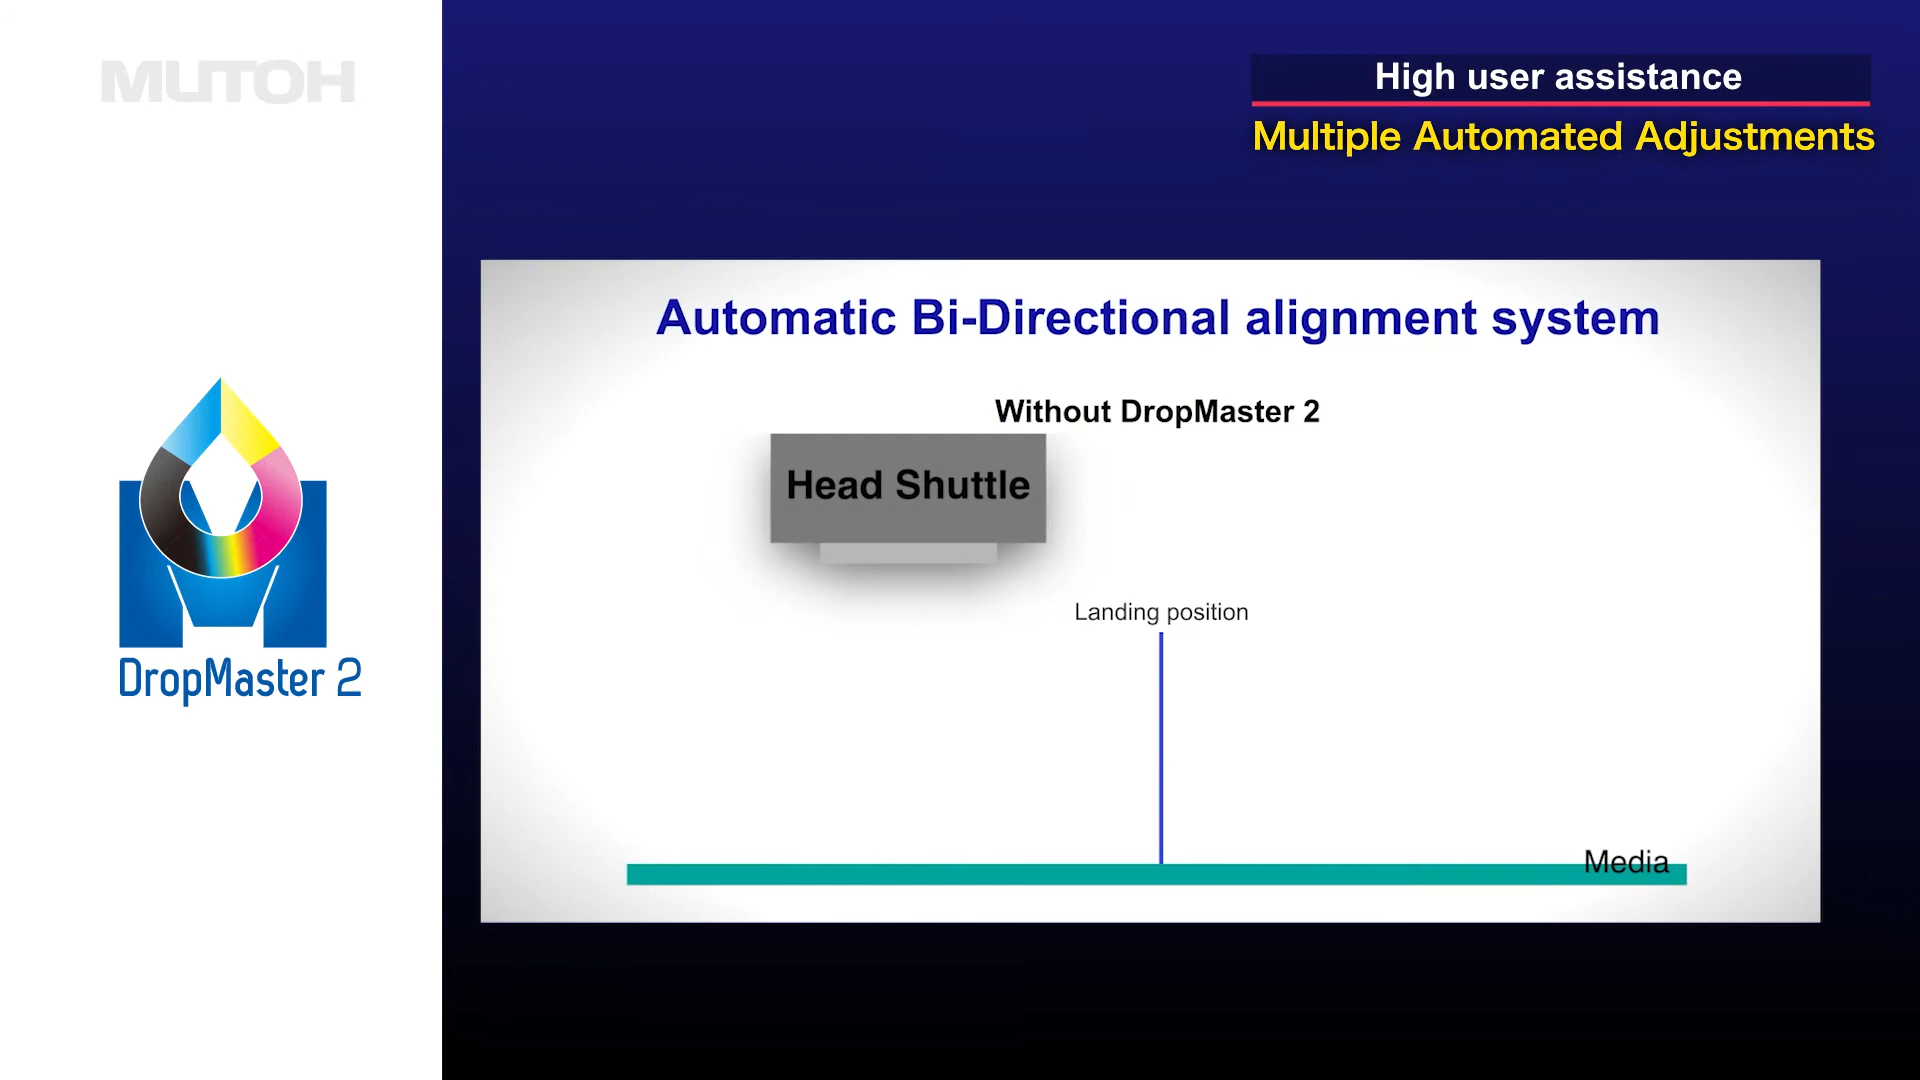 MUTOH
High user assistance
Multiple Automated Adjustments
Automatic Bi-Directional alignment system
Without DropMaster 2
Head Shuttle
Landing position
Media
DropMaster 2